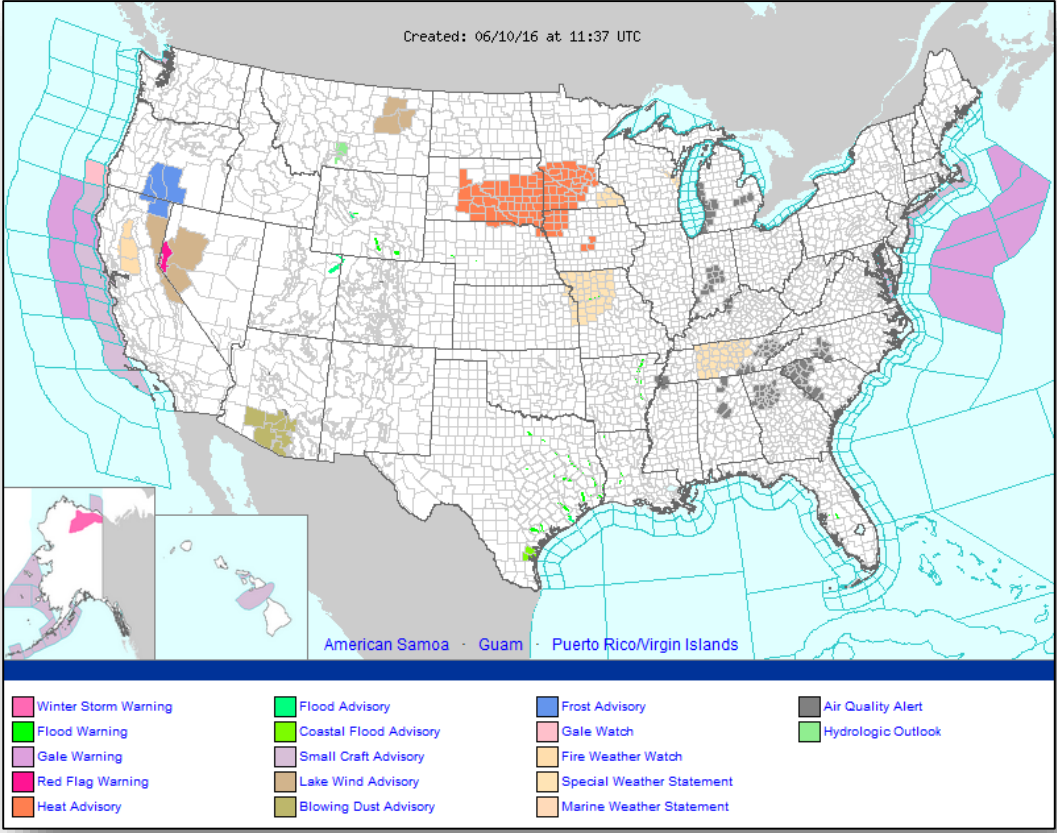 Created: 06/10/16 at 11:37 UTC
American Samoa · Guam · Puerto Rico/Virgin Islands
Winter Storm Warning
Flood Warning
Gale Warning
Red Flag Warning
Heat Advisory
Flood Advisory
Coastal Flood Advisory
Small Craft Advisory
Lake Wind Advisory
Blowing Dust Advisory
Frost Advisory
Gale Watch
Fire Weather Watch
Special Weather Statement
Marine Weather Statement
Air Quality Alert
Hydrologic Outlook